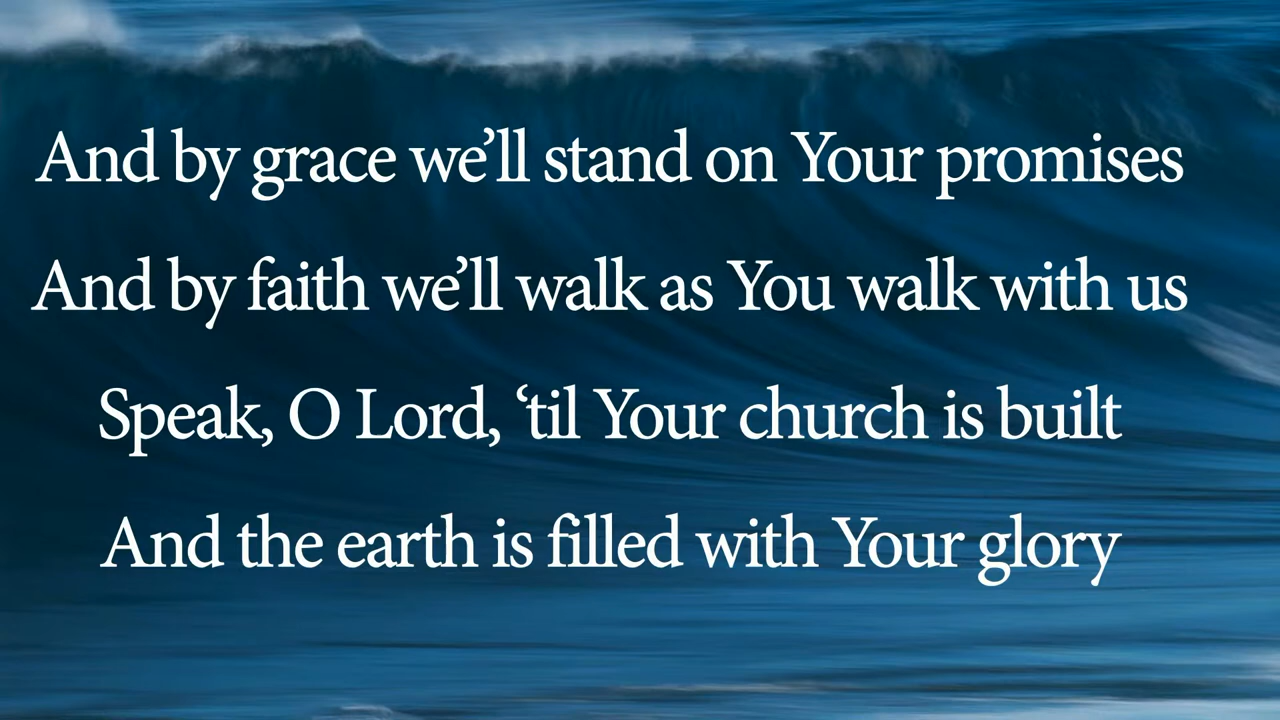 And by grace we’ll stand on Your promises
And by faith we’ll walk as You walk with us
Speak, O Lord, ‘til Your church is built
And the earth is filled with Your glory